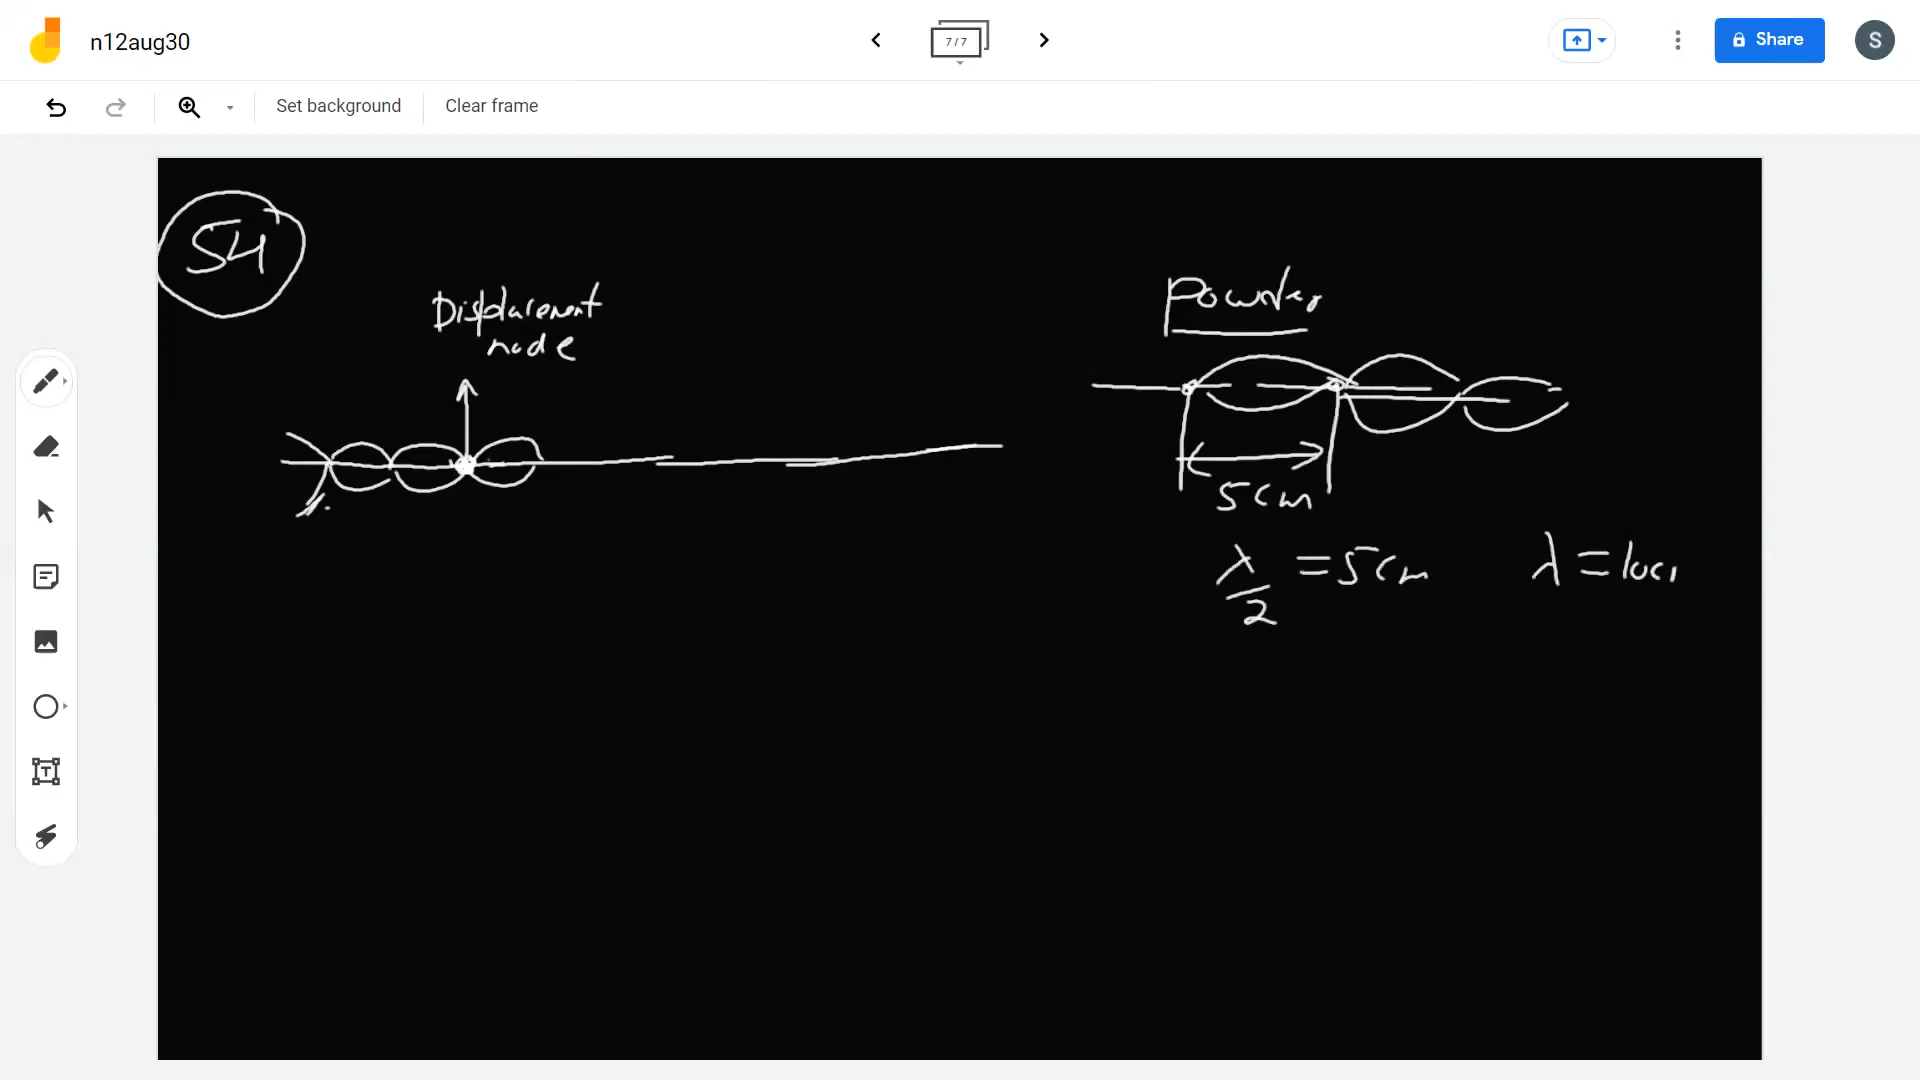 n12aug30
7 / 7
Share
S
Set background
Clear frame
54
Displacement
node
Powder
5cm
λ/2 = 5cm
λ = 10cm